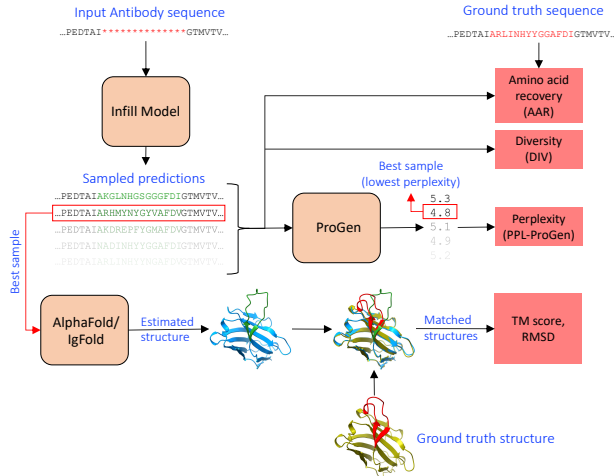 Input Antibody sequence
…PEDTAI**************GTMVTV…
Ground truth sequence
…PEDTAIARLINHYYGGAFDIGTMVTV…
Infill Model
Amino acid
recovery
(AAR)
Diversity
(DIV)
Sampled predictions
…PEDTAIAKGLNHGSGGGFDIGTMVTV…
…PEDTAIARHMYNYGYVAFDVGTMVTV…
…PEDTAIAKDREPFYGMAFDIGTMVTV…
…PEDTAINADINHYYGGAFDIGTMVTV…
Best sample
(lowest perplexity)
5.3
4.8
5.1
4.9
5.2
ProGen
Perplexity
(PPL-ProGen)
Best sample
AlphaFold/
IgFold
Estimated
structure
Matched
structures
TM score,
RMSD
Ground truth structure